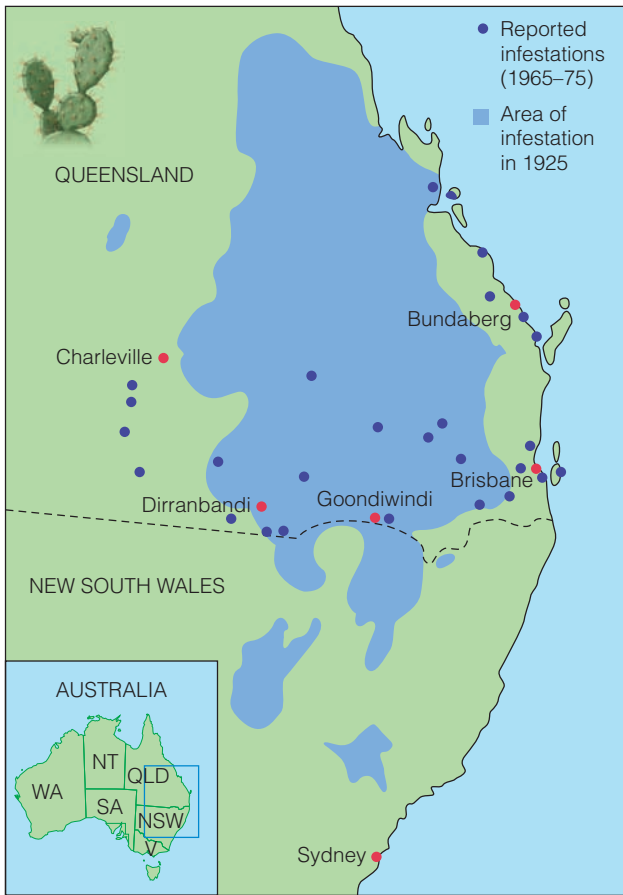 Reported
infestations
(1965–75)
Area of
infestation
in 1925
QUEENSLAND
Bundaberg
Charleville
Brisbane
Dirranbandi
Goondiwindi
NEW SOUTH WALES
AUSTRALIA
NT
QLD
WA
SA
NSW
V
Sydney